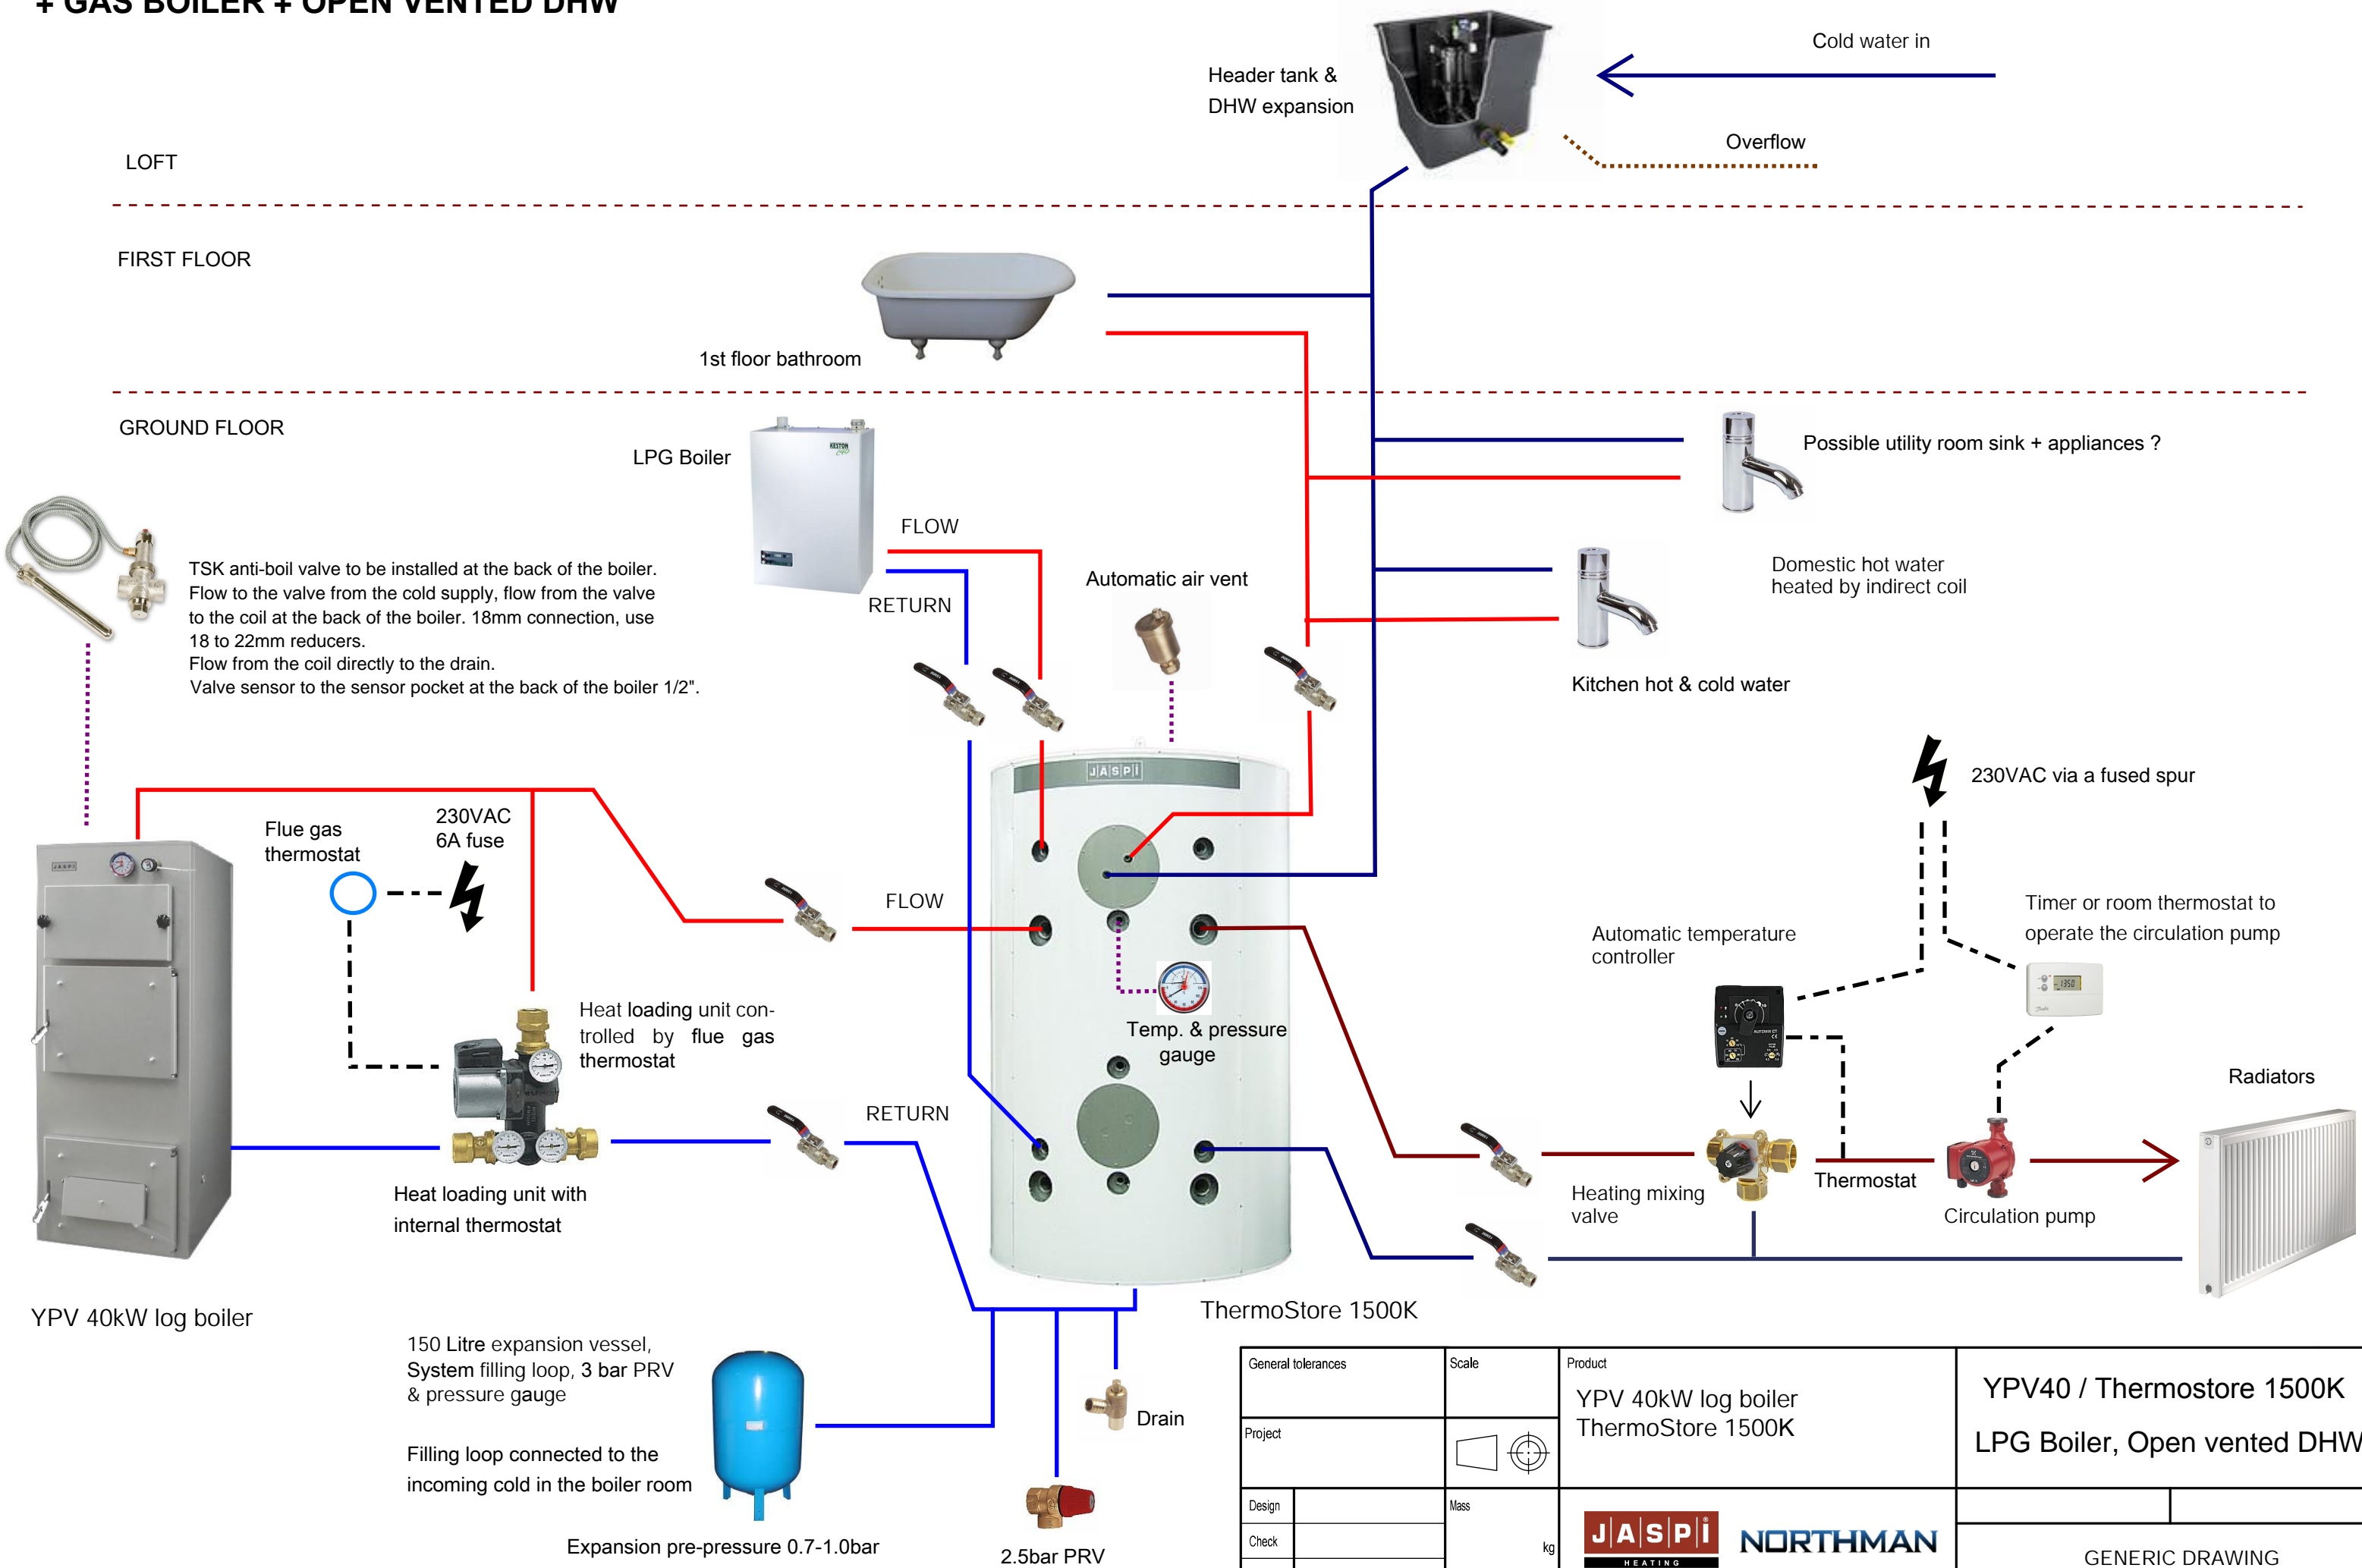 + GAS BOILER + OPEN VENTED DHW
Cold water in
Header tank &
DHW expansion
Overflow
LOFT
FIRST FLOOR
1st floor bathroom
GROUND FLOOR
LPG Boiler
KESTON
Possible utility room sink + appliances ?
FLOW
RETURN
TSK anti-boil valve to be installed at the back of the boiler.
Flow to the valve from the cold supply, flow from the valve
to the coil at the back of the boiler. 18mm connection, use
18 to 22mm reducers.
Flow from the coil directly to the drain.
Valve sensor to the sensor pocket at the back of the boiler 1/2".
Automatic air vent
Domestic hot water
heated by indirect coil
Kitchen hot & cold water
JASPI
230VAC via a fused spur
Flue gas
thermostat
230VAC
6A fuse
JASPI
FLOW
Automatic temperature
controller
Timer or room thermostat to
operate the circulation pump
1350
Heat loading unit con-
trolled by flue gas
thermostat
Temp. & pressure
gauge
RETURN
Radiators
Heat loading unit with
internal thermostat
Heating mixing
valve
Thermostat
Circulation pump
YPV 40kW log boiler
ThermoStore 1500K
150 Litre expansion vessel,
System filling loop, 3 bar PRV
& pressure gauge
Filling loop connected to the
incoming cold in the boiler room
Drain
Expansion pre-pressure 0.7-1.0bar
2.5bar PRV
General tolerances
Scale
Product
YPV 40kW log boiler
ThermoStore 1500K
YPV40 / Thermostore 1500K
LPG Boiler, Open vented DHW
Project
Design
Mass
Check
kg
JASPI
HEATING
NORTHMAN
GENERIC DRAWING